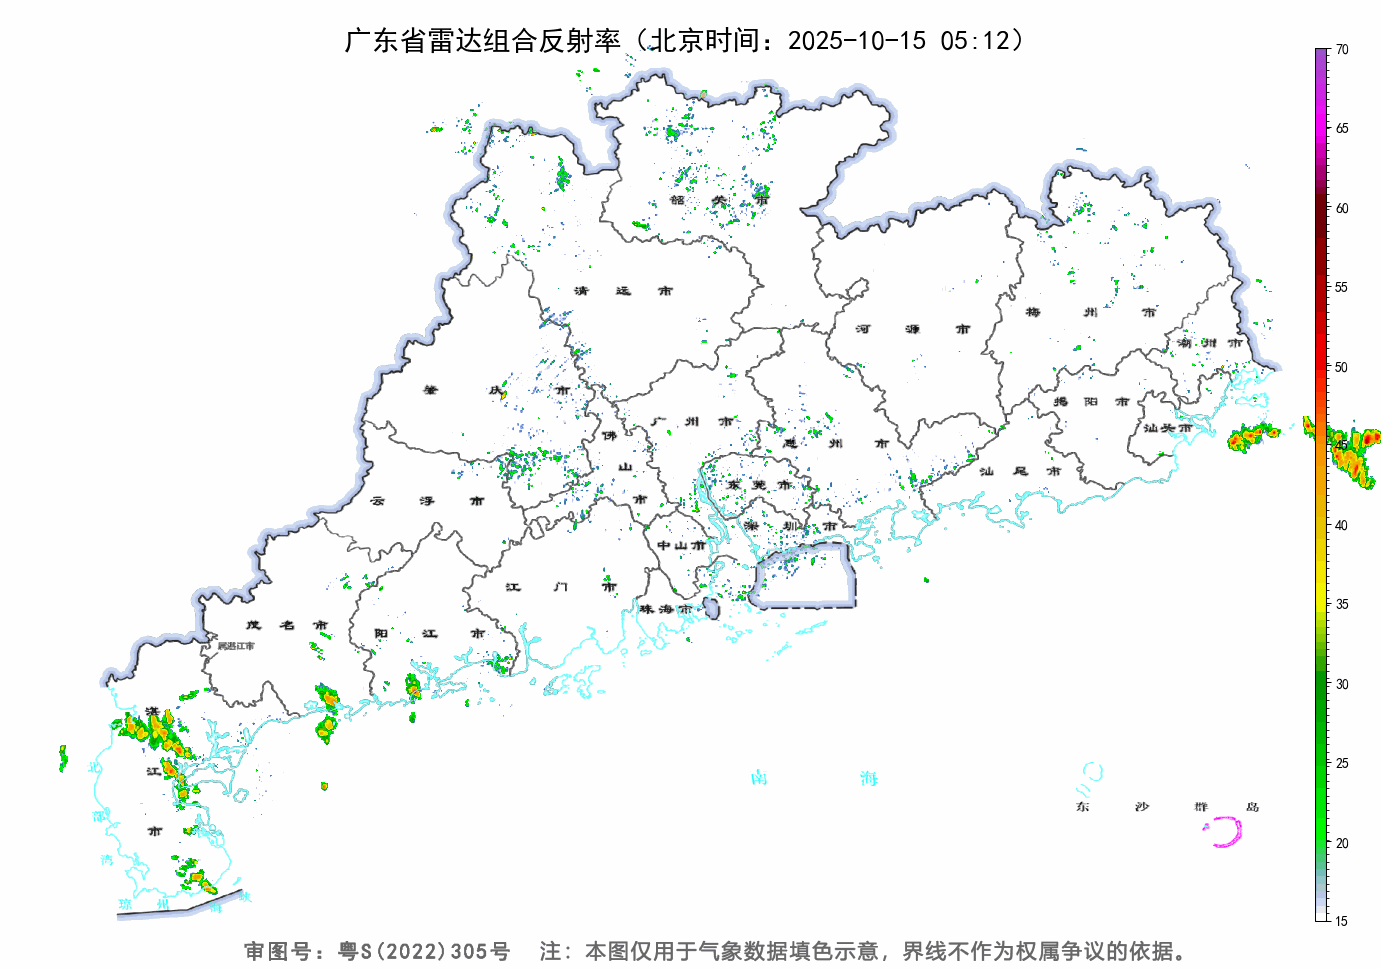 广东省雷达组合反射率（北京时间：2025-10-15 05:12）
70
65
60
55
50
45
40
35
30
25
20
15
韶关市
清远市
河源市
梅州市
潮州市
肇庆市
广州市
佛山市
惠州市
揭阳市
汕头市
汕尾市
云浮市
东莞市
深圳市
中山市
江门市
珠海市
茂名市
阳江市
属湛江市
湛江市
北部湾
琼州海峡
南海
东沙群岛
审图号：粤S(2022)305号 注：本图仅用于气象数据填色示意，界线不作为权属争议的依据。